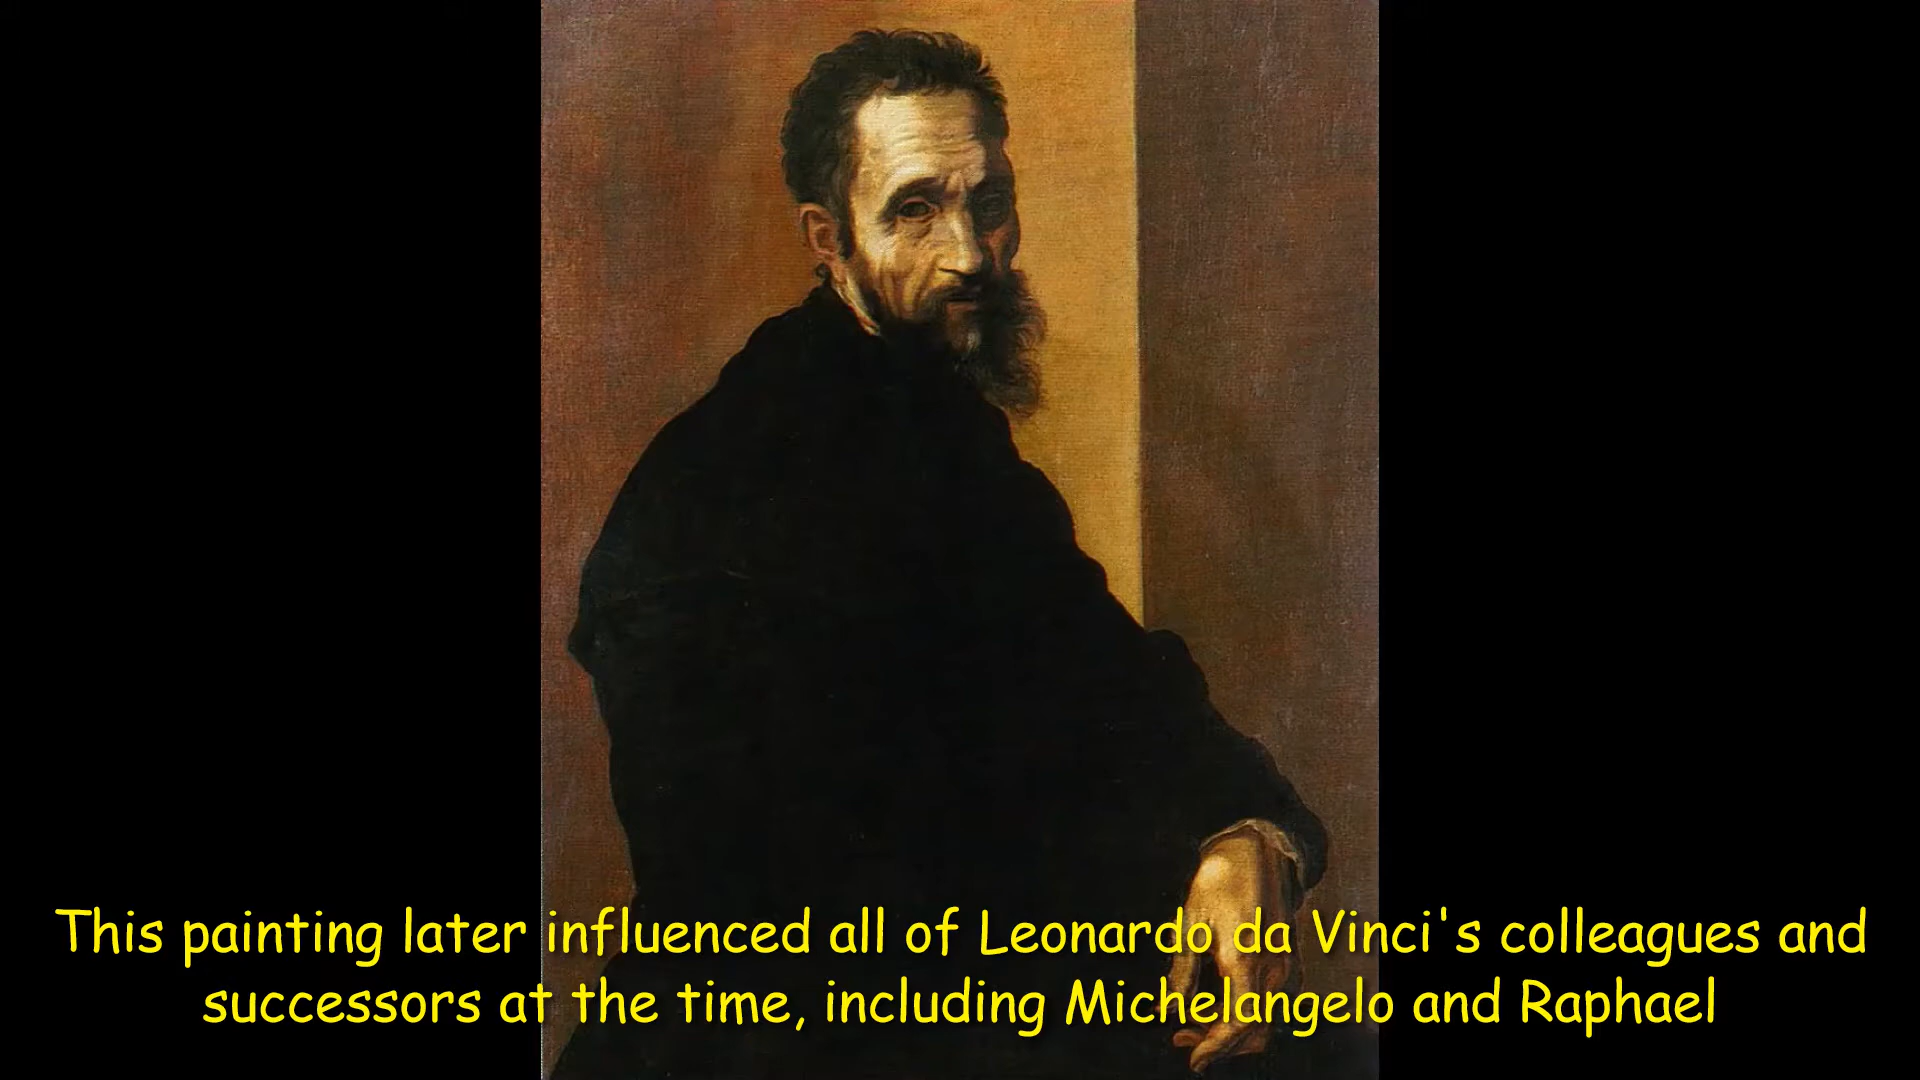 This painting later influenced all of Leonardo da Vinci's colleagues and
successors at the time, including Michelangelo and Raphael